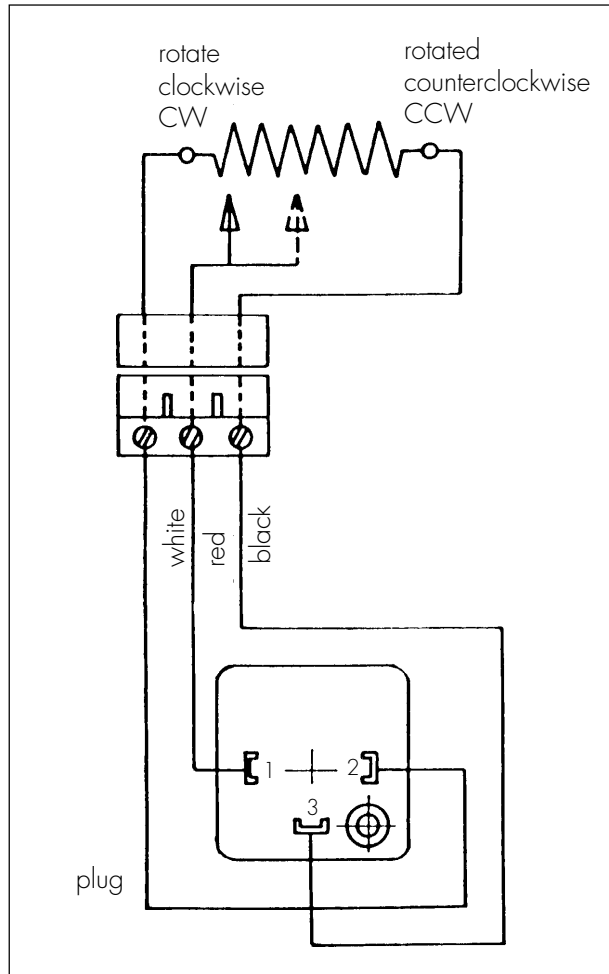 rotate
clockwise
CW
rotated
counterclockwise
CCW
white
red
black
1
2
3
plug